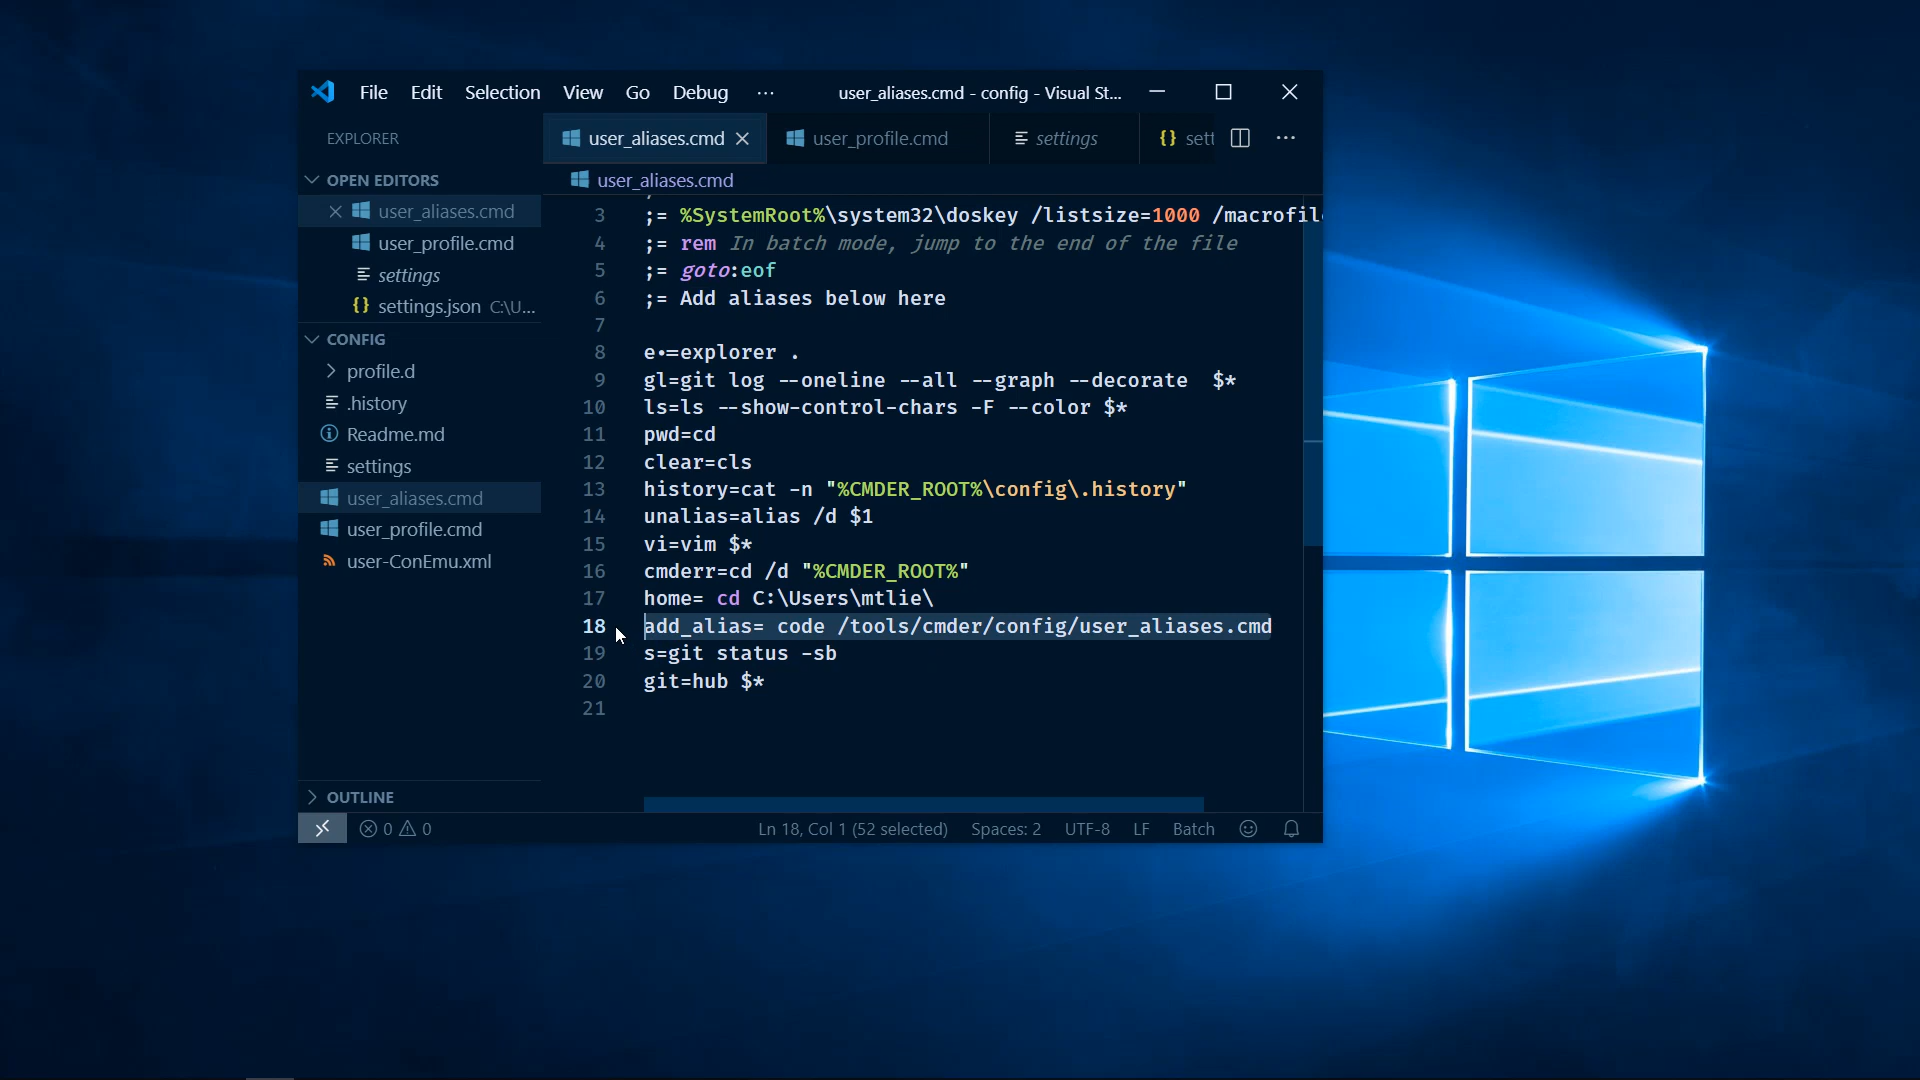 File Edit Selection View Go Debug ··· user_aliases.cmd - config - Visual St...
EXPLORER
user_aliases.cmd
user_profile.cmd
settings
{} sett
OPEN EDITORS
user_aliases.cmd
user_profile.cmd
settings
{} settings.json C:\U...
CONFIG
profile.d
.history
Readme.md
settings
user_aliases.cmd
user_profile.cmd
user-ConEmu.xml
OUTLINE
user_aliases.cmd
3 ;= %SystemRoot%\system32\doskey /listsize=1000 /macrofil
4 ;= rem In batch mode, jump to the end of the file
5 ;= goto:eof
6 ;= Add aliases below here
7
8 e•=explorer .
9 gl=git log --oneline --all --graph --decorate  $*
10 ls=ls --show-control-chars -F --color $*
11 pwd=cd
12 clear=cls
13 history=cat -n "%CMDER_ROOT%\config\.history"
14 unalias=alias /d $1
15 vi=vim $*
16 cmderr=cd /d "%CMDER_ROOT%"
17 home= cd C:\Users\mtlie\
18 add_alias= code /tools/cmder/config/user_aliases.cmd
19 s=git status -sb
20 git=hub $*
21
0 0 Ln 18, Col 1 (52 selected) Spaces: 2 UTF-8 LF Batch